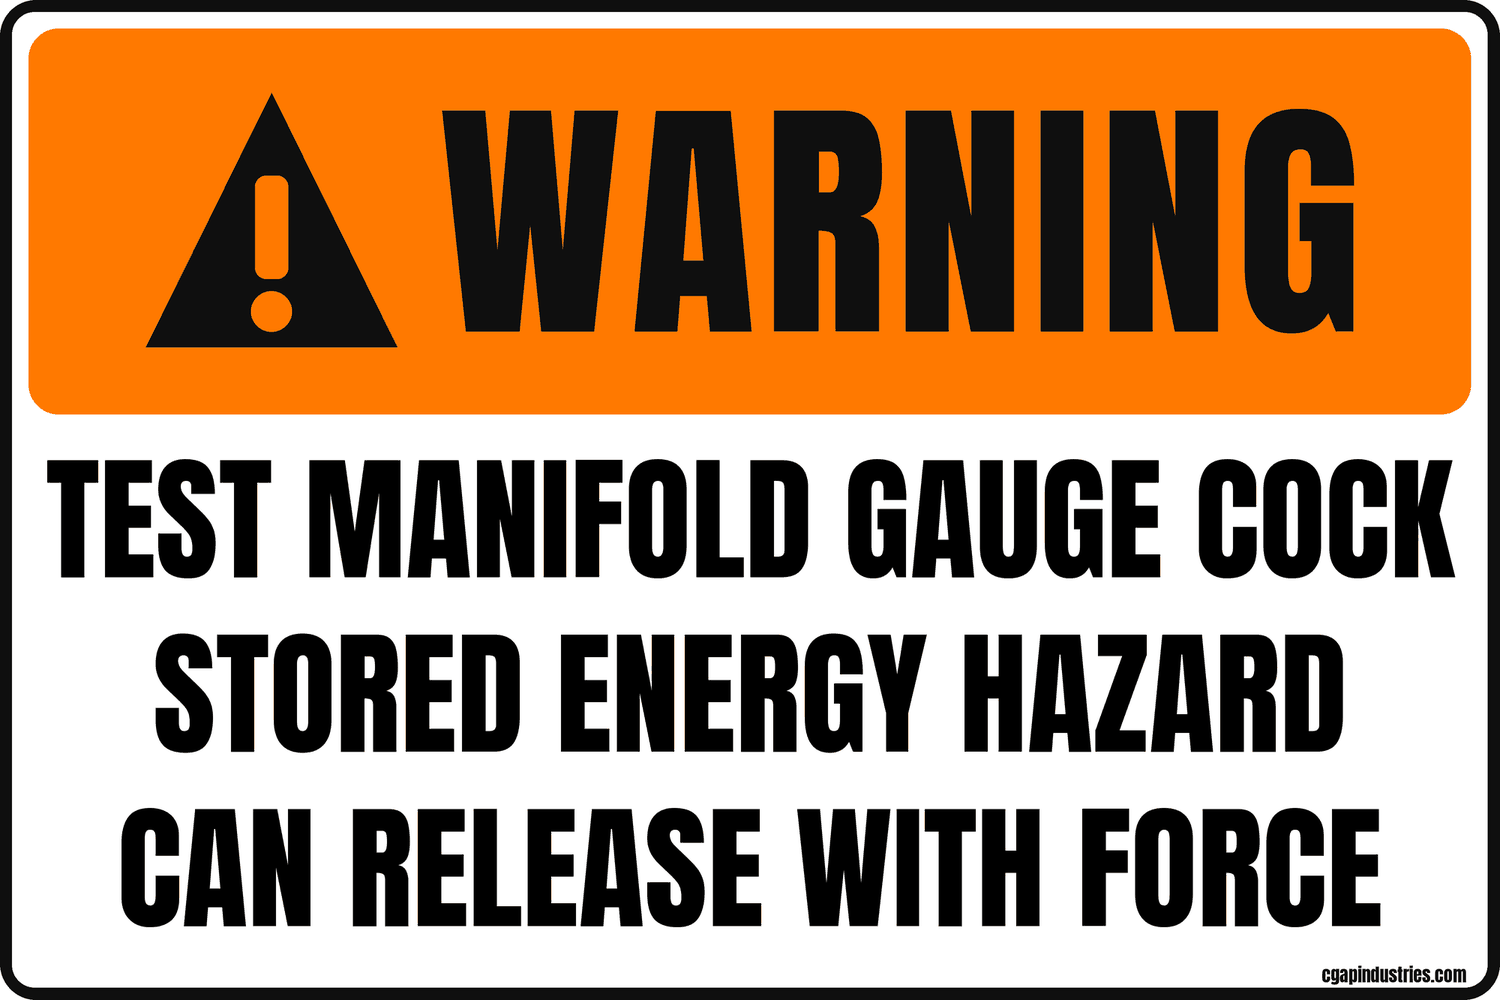 WARNING
TEST MANIFOLD GAUGE COCK
STORED ENERGY HAZARD
CAN RELEASE WITH FORCE
cgapindustries.com